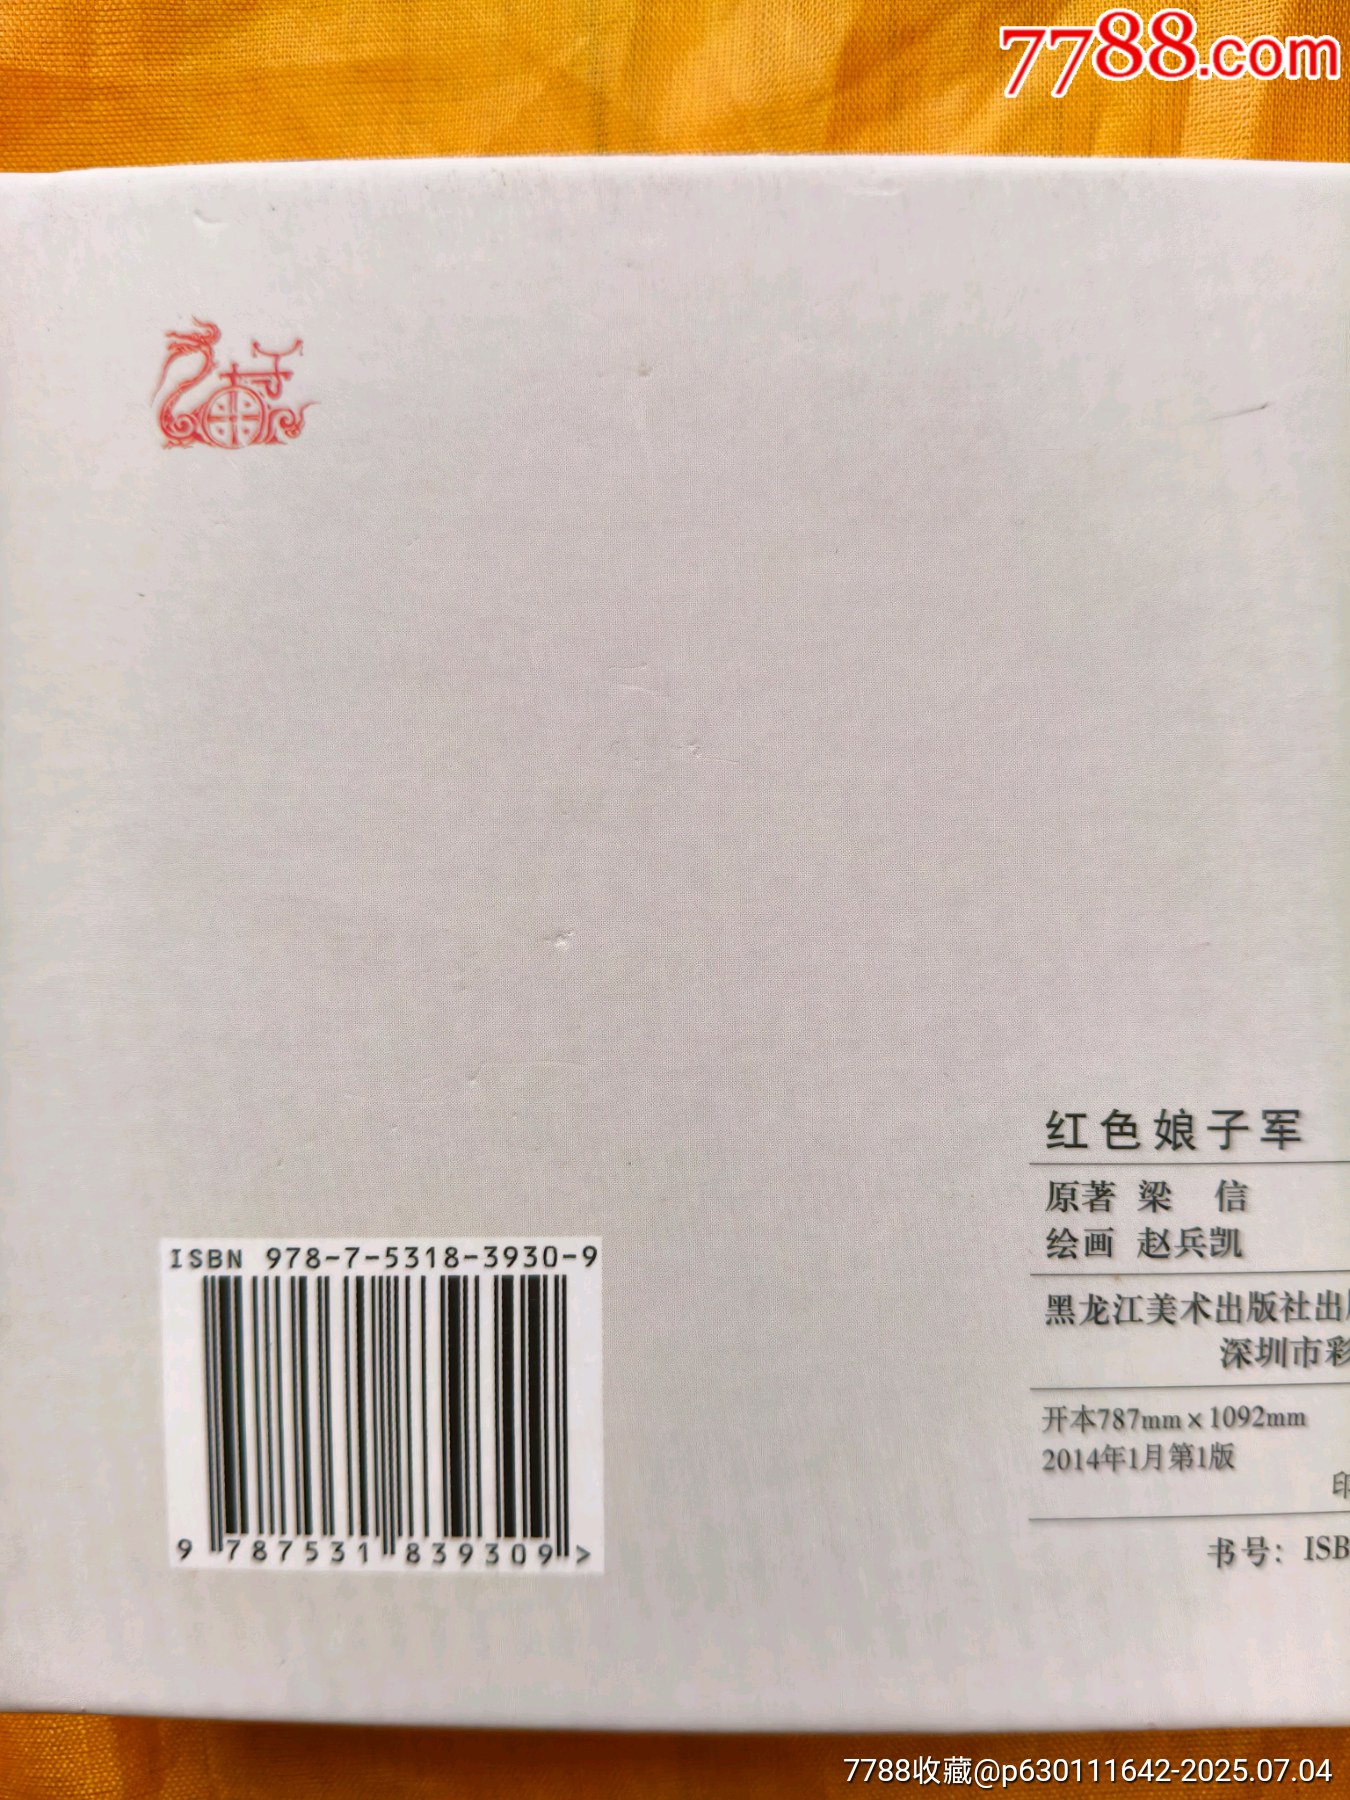 7788.com
红色娘子军
原著 梁 信
绘画 赵兵凯
黑龙江美术出版社出
深圳市彩
开本787mm×1092mm
2014年1月第1版
印
书号：ISB
ISBN 978-7-5318-3930-9
9 787531 839309 >
7788收藏@p630111642-2025.07.04